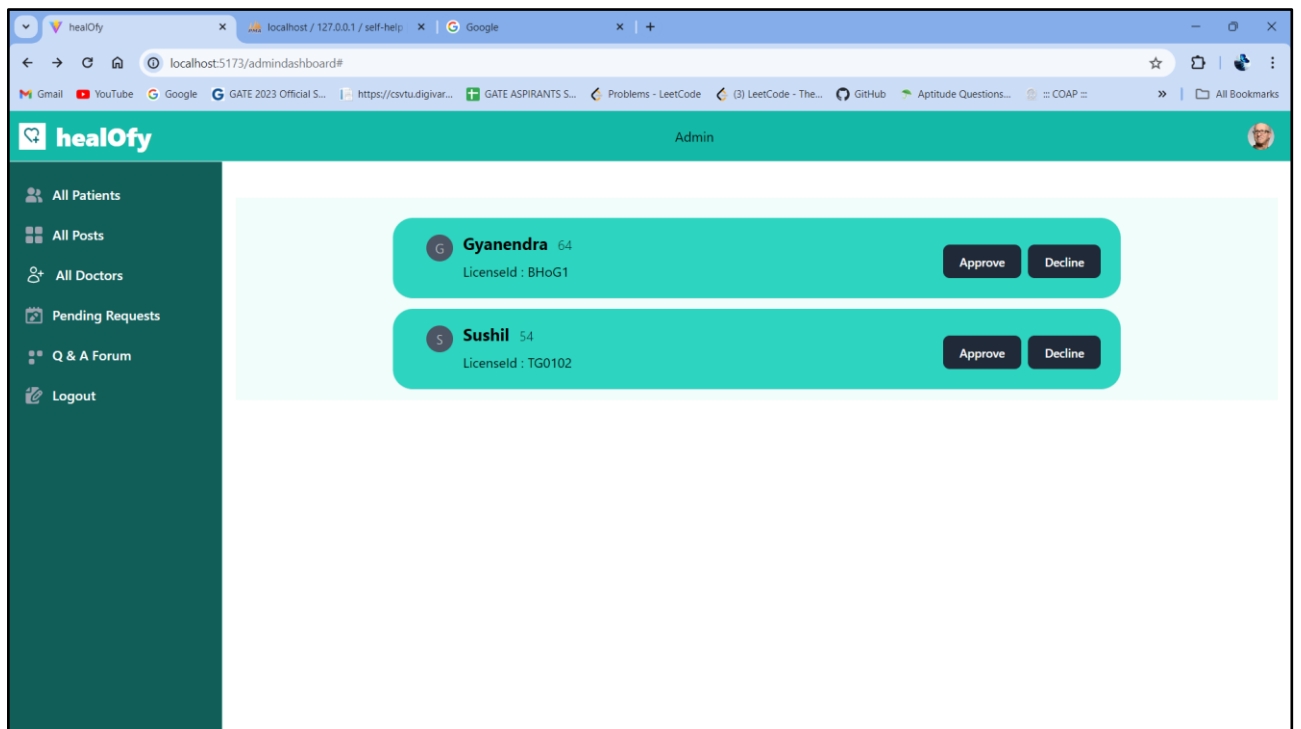 healOfy
localhost / 127.0.0.1 / self-help
Google
localhost:5173/admindashboard#
Gmail YouTube Google GATE 2023 Official S... https://csvtu.digivar... GATE ASPIRANTS S... Problems - LeetCode (3) LeetCode - The... GitHub Aptitude Questions... ::: COAP ::: » All Bookmarks
healOfy
Admin
All Patients
All Posts
All Doctors
Pending Requests
Q & A Forum
Logout
G Gyanendra 64
LicenseId : BHoG1
Approve Decline
S Sushil 54
LicenseId : TG0102
Approve Decline